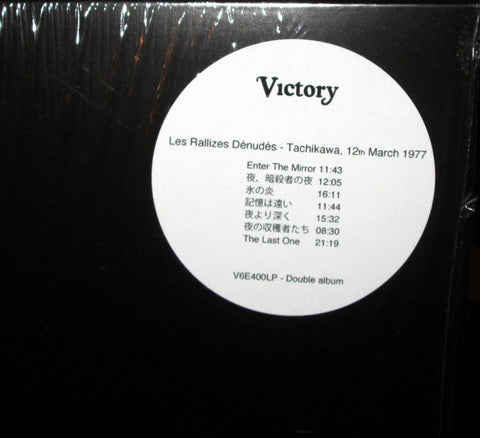 Victory
Les Rallizes Dénudés - Tachikawa, 12th March 1977
Enter The Mirror 11:43
夜、暗殺者の夜 12:05
氷の炎 16:11
記憶は遠い 11:44
夜より深く 15:32
夜の収穫者たち 08:30
The Last One 21:19
V6E400LP - Double album